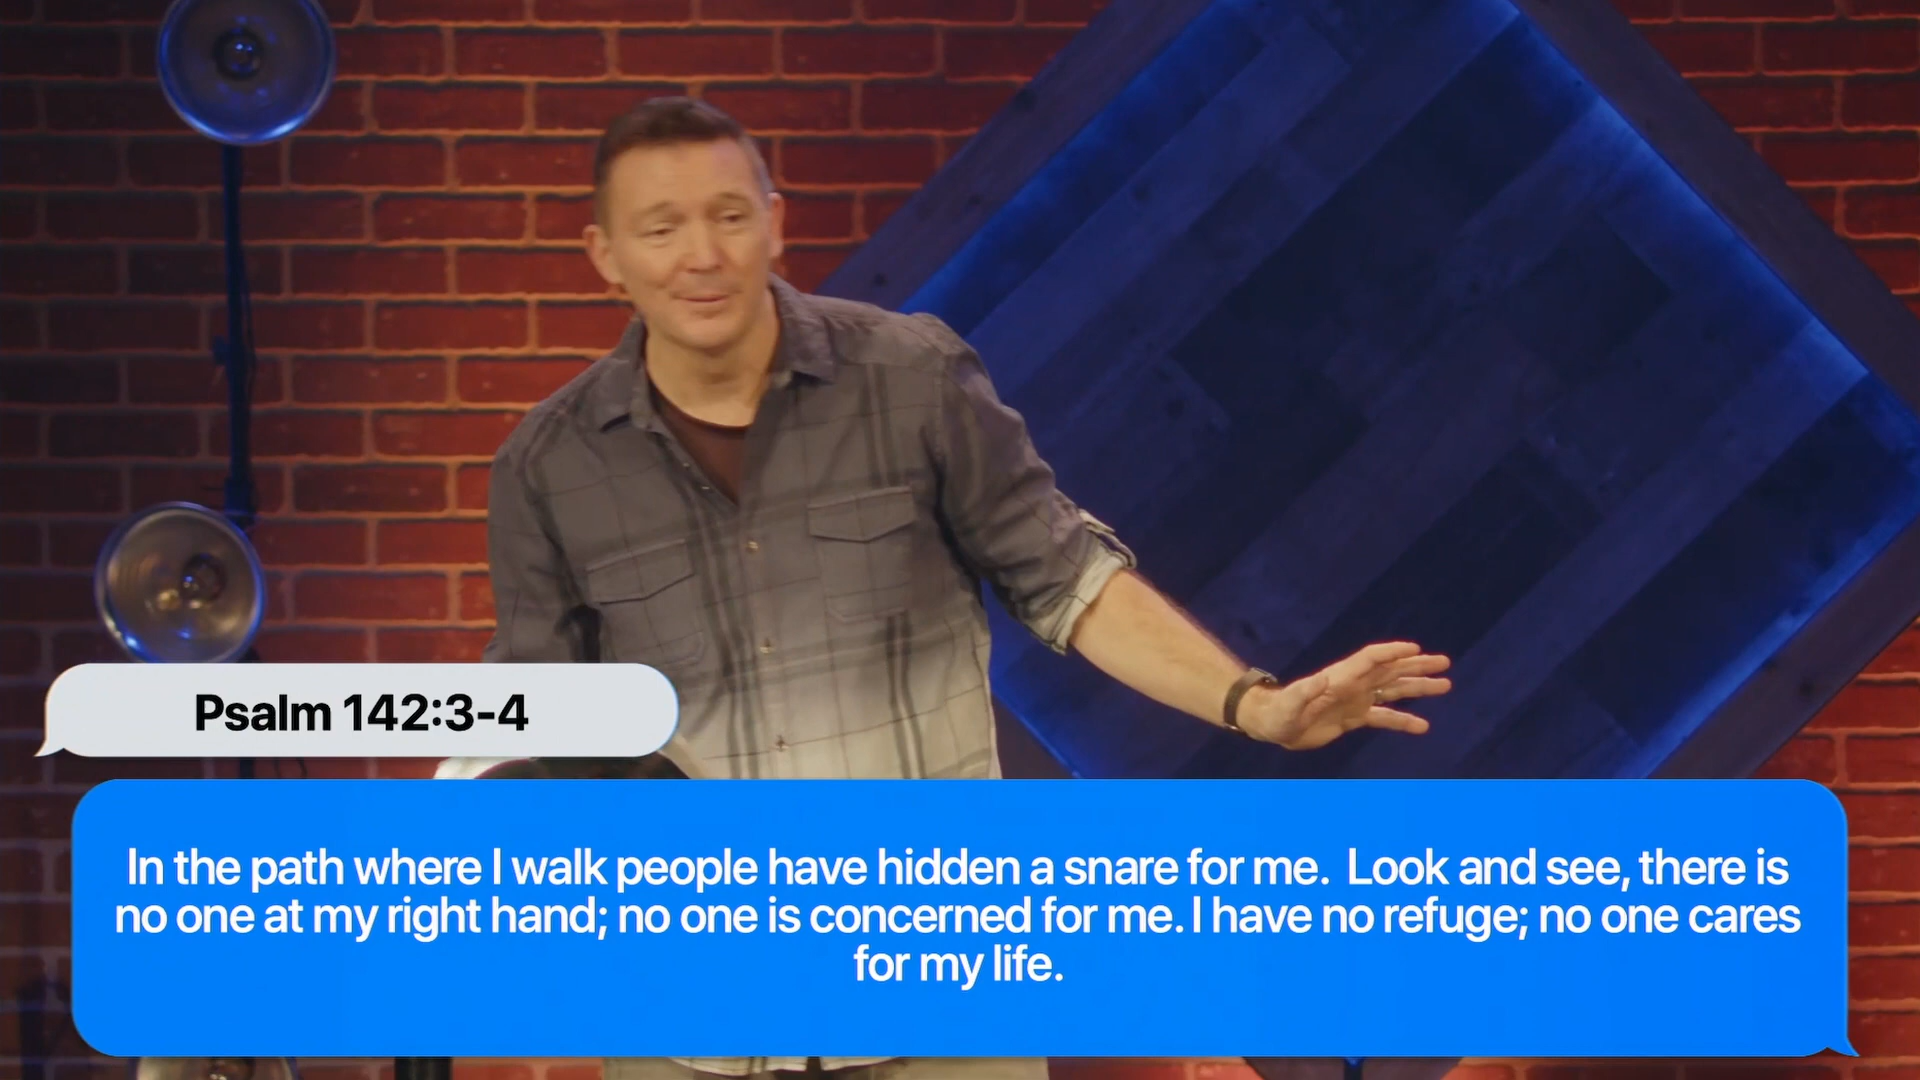 Psalm 142:3-4
In the path where I walk people have hidden a snare for me.  Look and see, there is
no one at my right hand; no one is concerned for me. I have no refuge; no one cares
for my life.